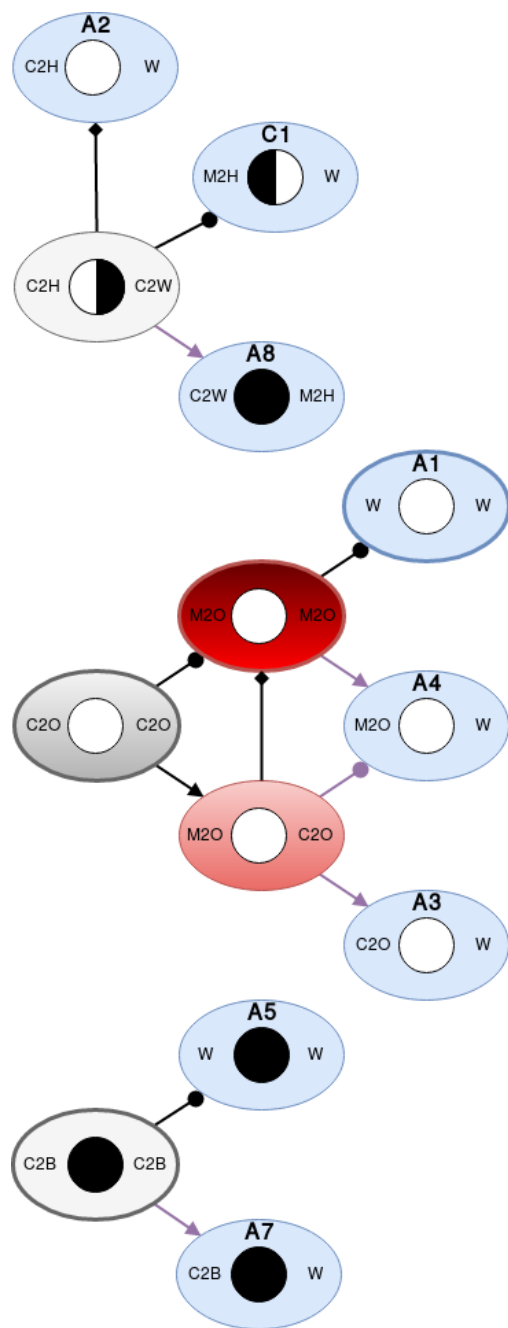 A2
C2H W
C1
M2H W
C2H C2W
A8
C2W M2H
A1
W W
M2O M2O
A4
C2O C2O M2O W
M2O C2O
A3
C2O W
A5
W W
C2B C2B
A7
C2B W